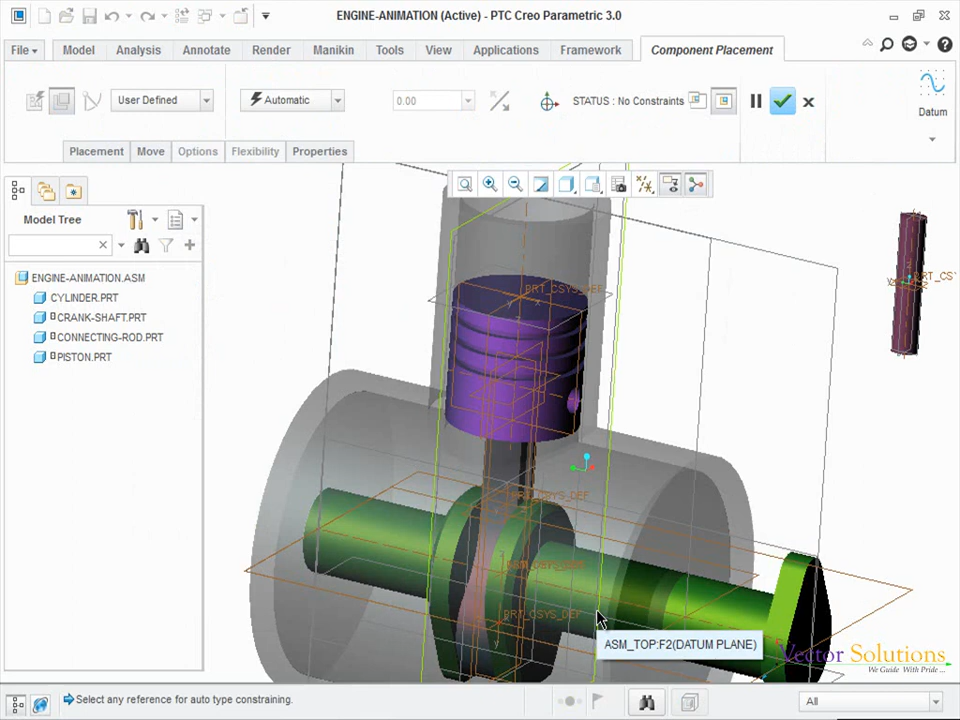 ENGINE-ANIMATION (Active) - PTC Creo Parametric 3.0
File Model Analysis Annotate Render Manikin Tools View Applications Framework Component Placement
User Defined Automatic 0.00 STATUS : No Constraints
Datum
Placement Move Options Flexibility Properties
Model Tree
ENGINE-ANIMATION.ASM
CYLINDER.PRT
CRANK-SHAFT.PRT
CONNECTING-ROD.PRT
PISTON.PRT
PRT_CSYS_DEF
PRT_CSYS_DEF
ASM_TOP:F2(DATUM PLANE)
Vector Solutions
We Guide With Pride ...
Select any reference for auto type constraining.
All